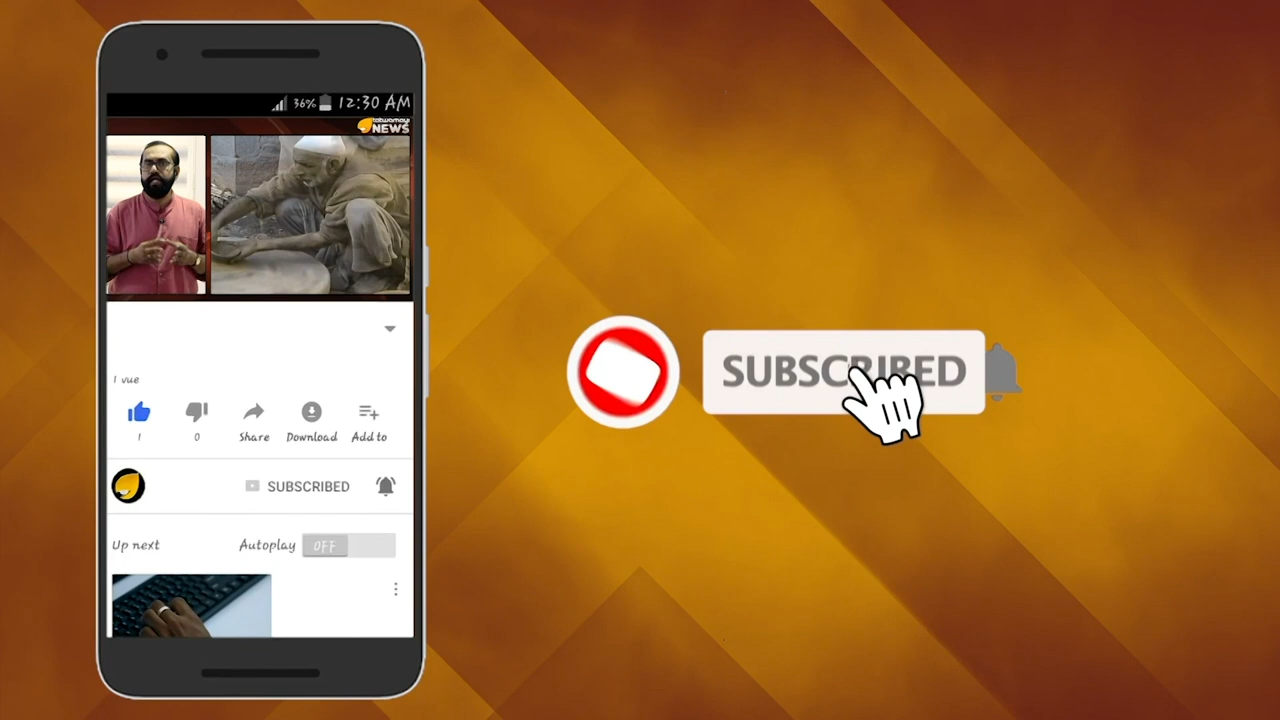 36% 12:30 AM
tatwamayi
NEWS
1 vue
1
0
Share
Download
Add to
SUBSCRIBED
Up next
Autoplay
OFF
SUBSCRIBED